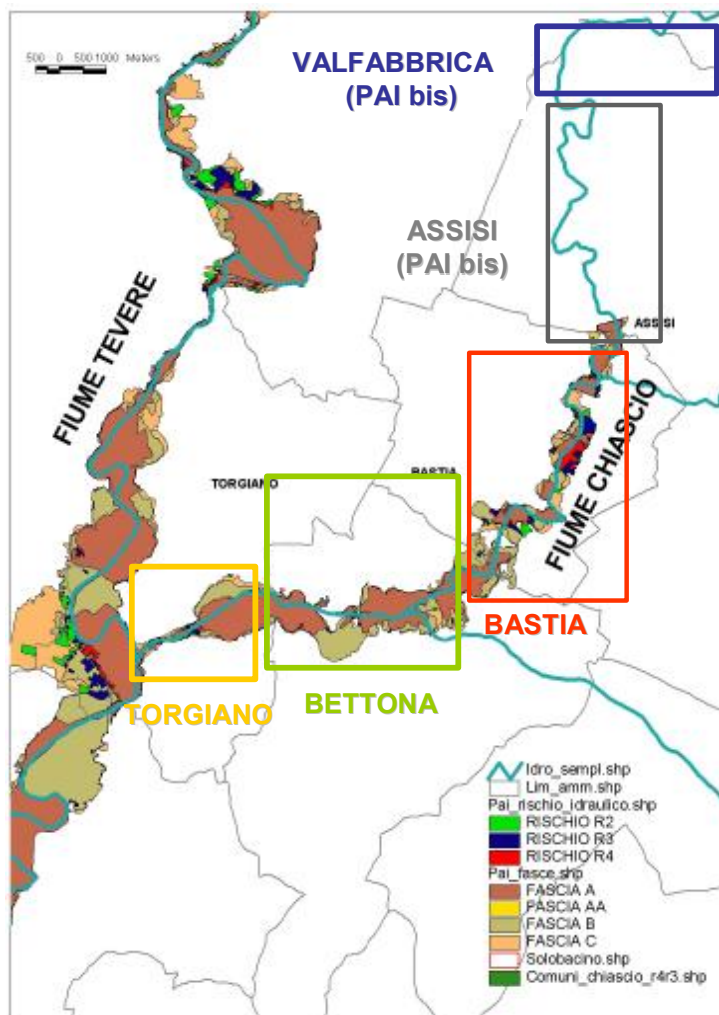 500 0 500 1000 Meters
VALFABBRICA
(PAI bis)
ASSISI
(PAI bis)
ASSISI
FIUME TEVERE
FIUME CHIASCIO
TORGIANO
BASTIA
BASTIA
TORGIANO
BETTONA
Idro_sempl.shp
Lim_amm.shp
Pai_rischio_idraulico.shp
RISCHIO R2
RISCHIO R3
RISCHIO R4
Pai_fasce.shp
FASCIA A
FASCIA AA
FASCIA B
FASCIA C
Solobacino.shp
Comuni_chiascio_r4r3.shp